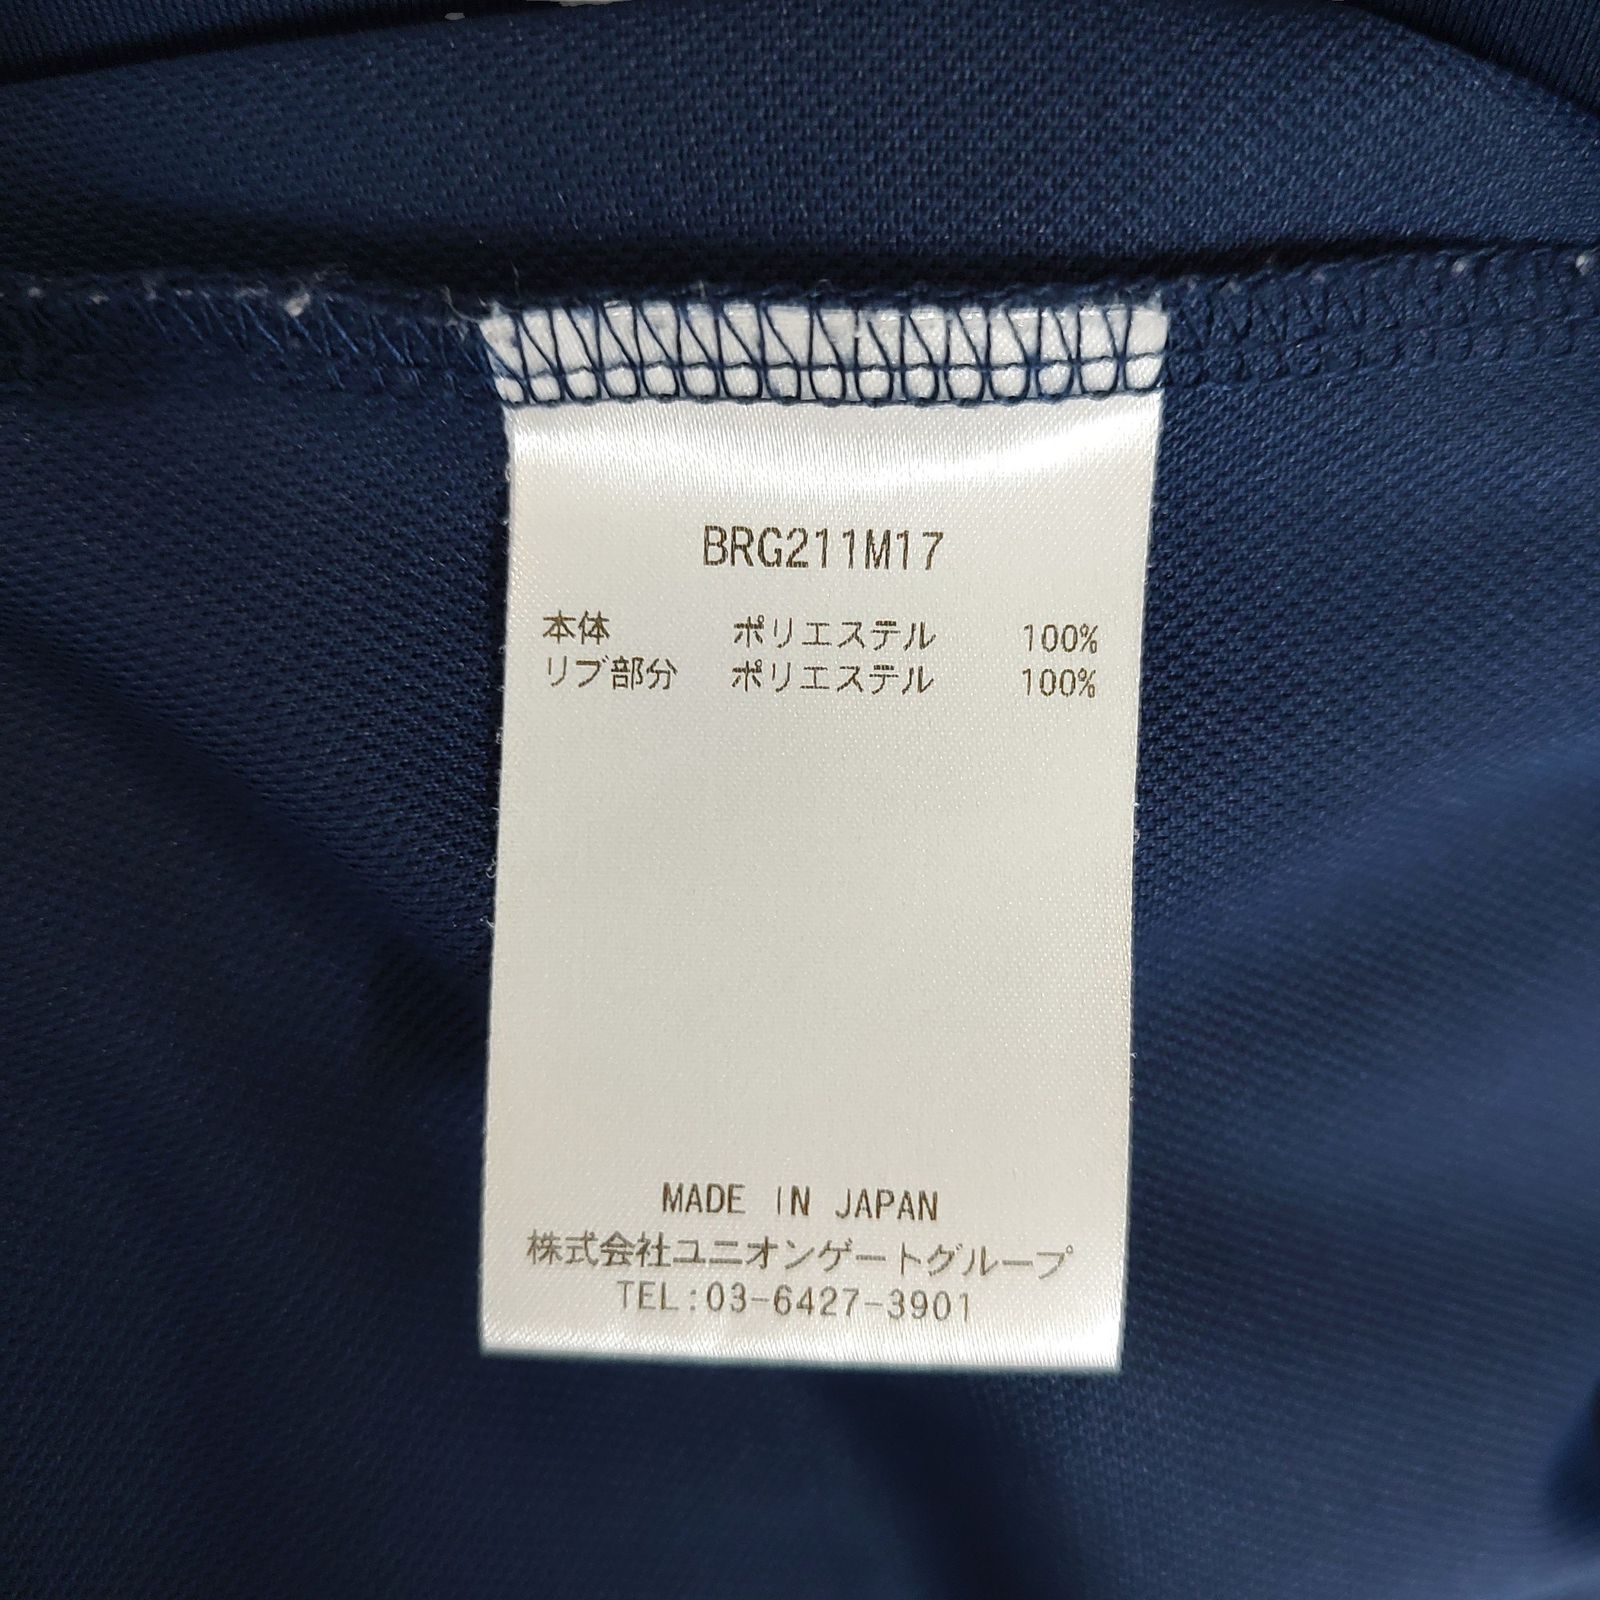 BRG211M17
本体 ポリエステル 100%
リブ部分 ポリエステル 100%
MADE IN JAPAN
株式会社ユニオンゲートグループ
TEL:03-6427-3901